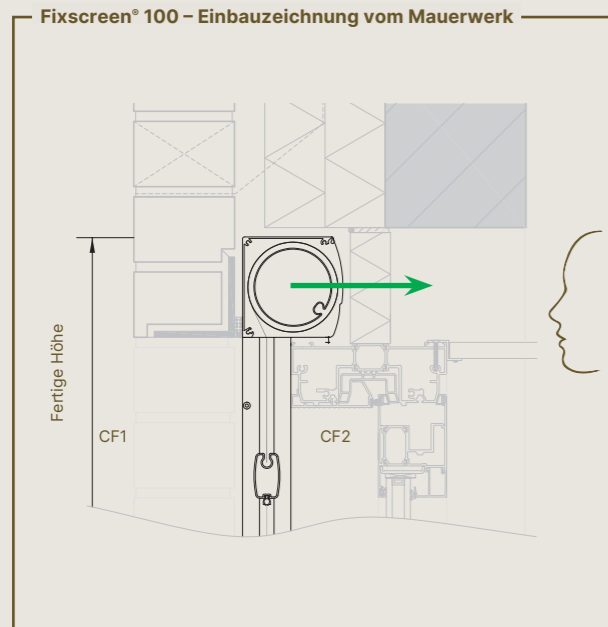 Fixscreen® 100 – Einbauzeichnung vom Mauerwerk
Fertige Höhe
CF1
CF2